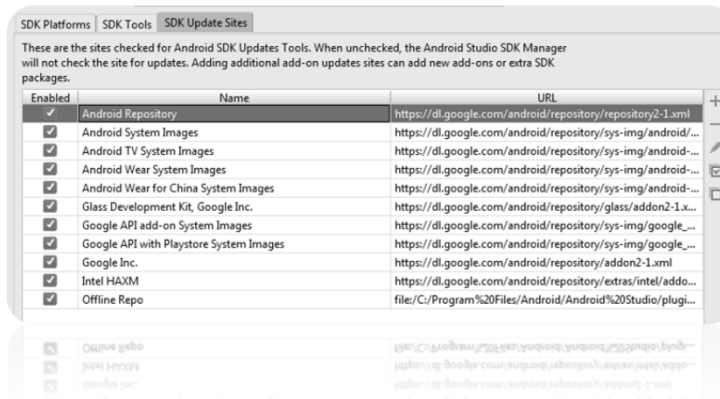 SDK Platforms SDK Tools SDK Update Sites
These are the sites checked for Android SDK Updates Tools. When unchecked, the Android Studio SDK Manager
will not check the site for updates. Adding additional add-on updates sites can add new add-ons or extra SDK
packages.
Enabled Name URL
Android Repository https://dl.google.com/android/repository/repository2-1.xml
Android System Images https://dl.google.com/android/repository/sys-img/android/...
Android TV System Images https://dl.google.com/android/repository/sys-img/android-...
Android Wear System Images https://dl.google.com/android/repository/sys-img/android-...
Android Wear for China System Images https://dl.google.com/android/repository/sys-img/android-...
Glass Development Kit, Google Inc. https://dl.google.com/android/repository/glass/addon2-1.x...
Google API add-on System Images https://dl.google.com/android/repository/sys-img/google_...
Google API with Playstore System Images https://dl.google.com/android/repository/sys-img/google_...
Google Inc. https://dl.google.com/android/repository/addon2-1.xml
Intel HAXM https://dl.google.com/android/repository/extras/intel/addo...
Offline Repo file:/C:/Program%20Files/Android/Android%20Studio/plugi...